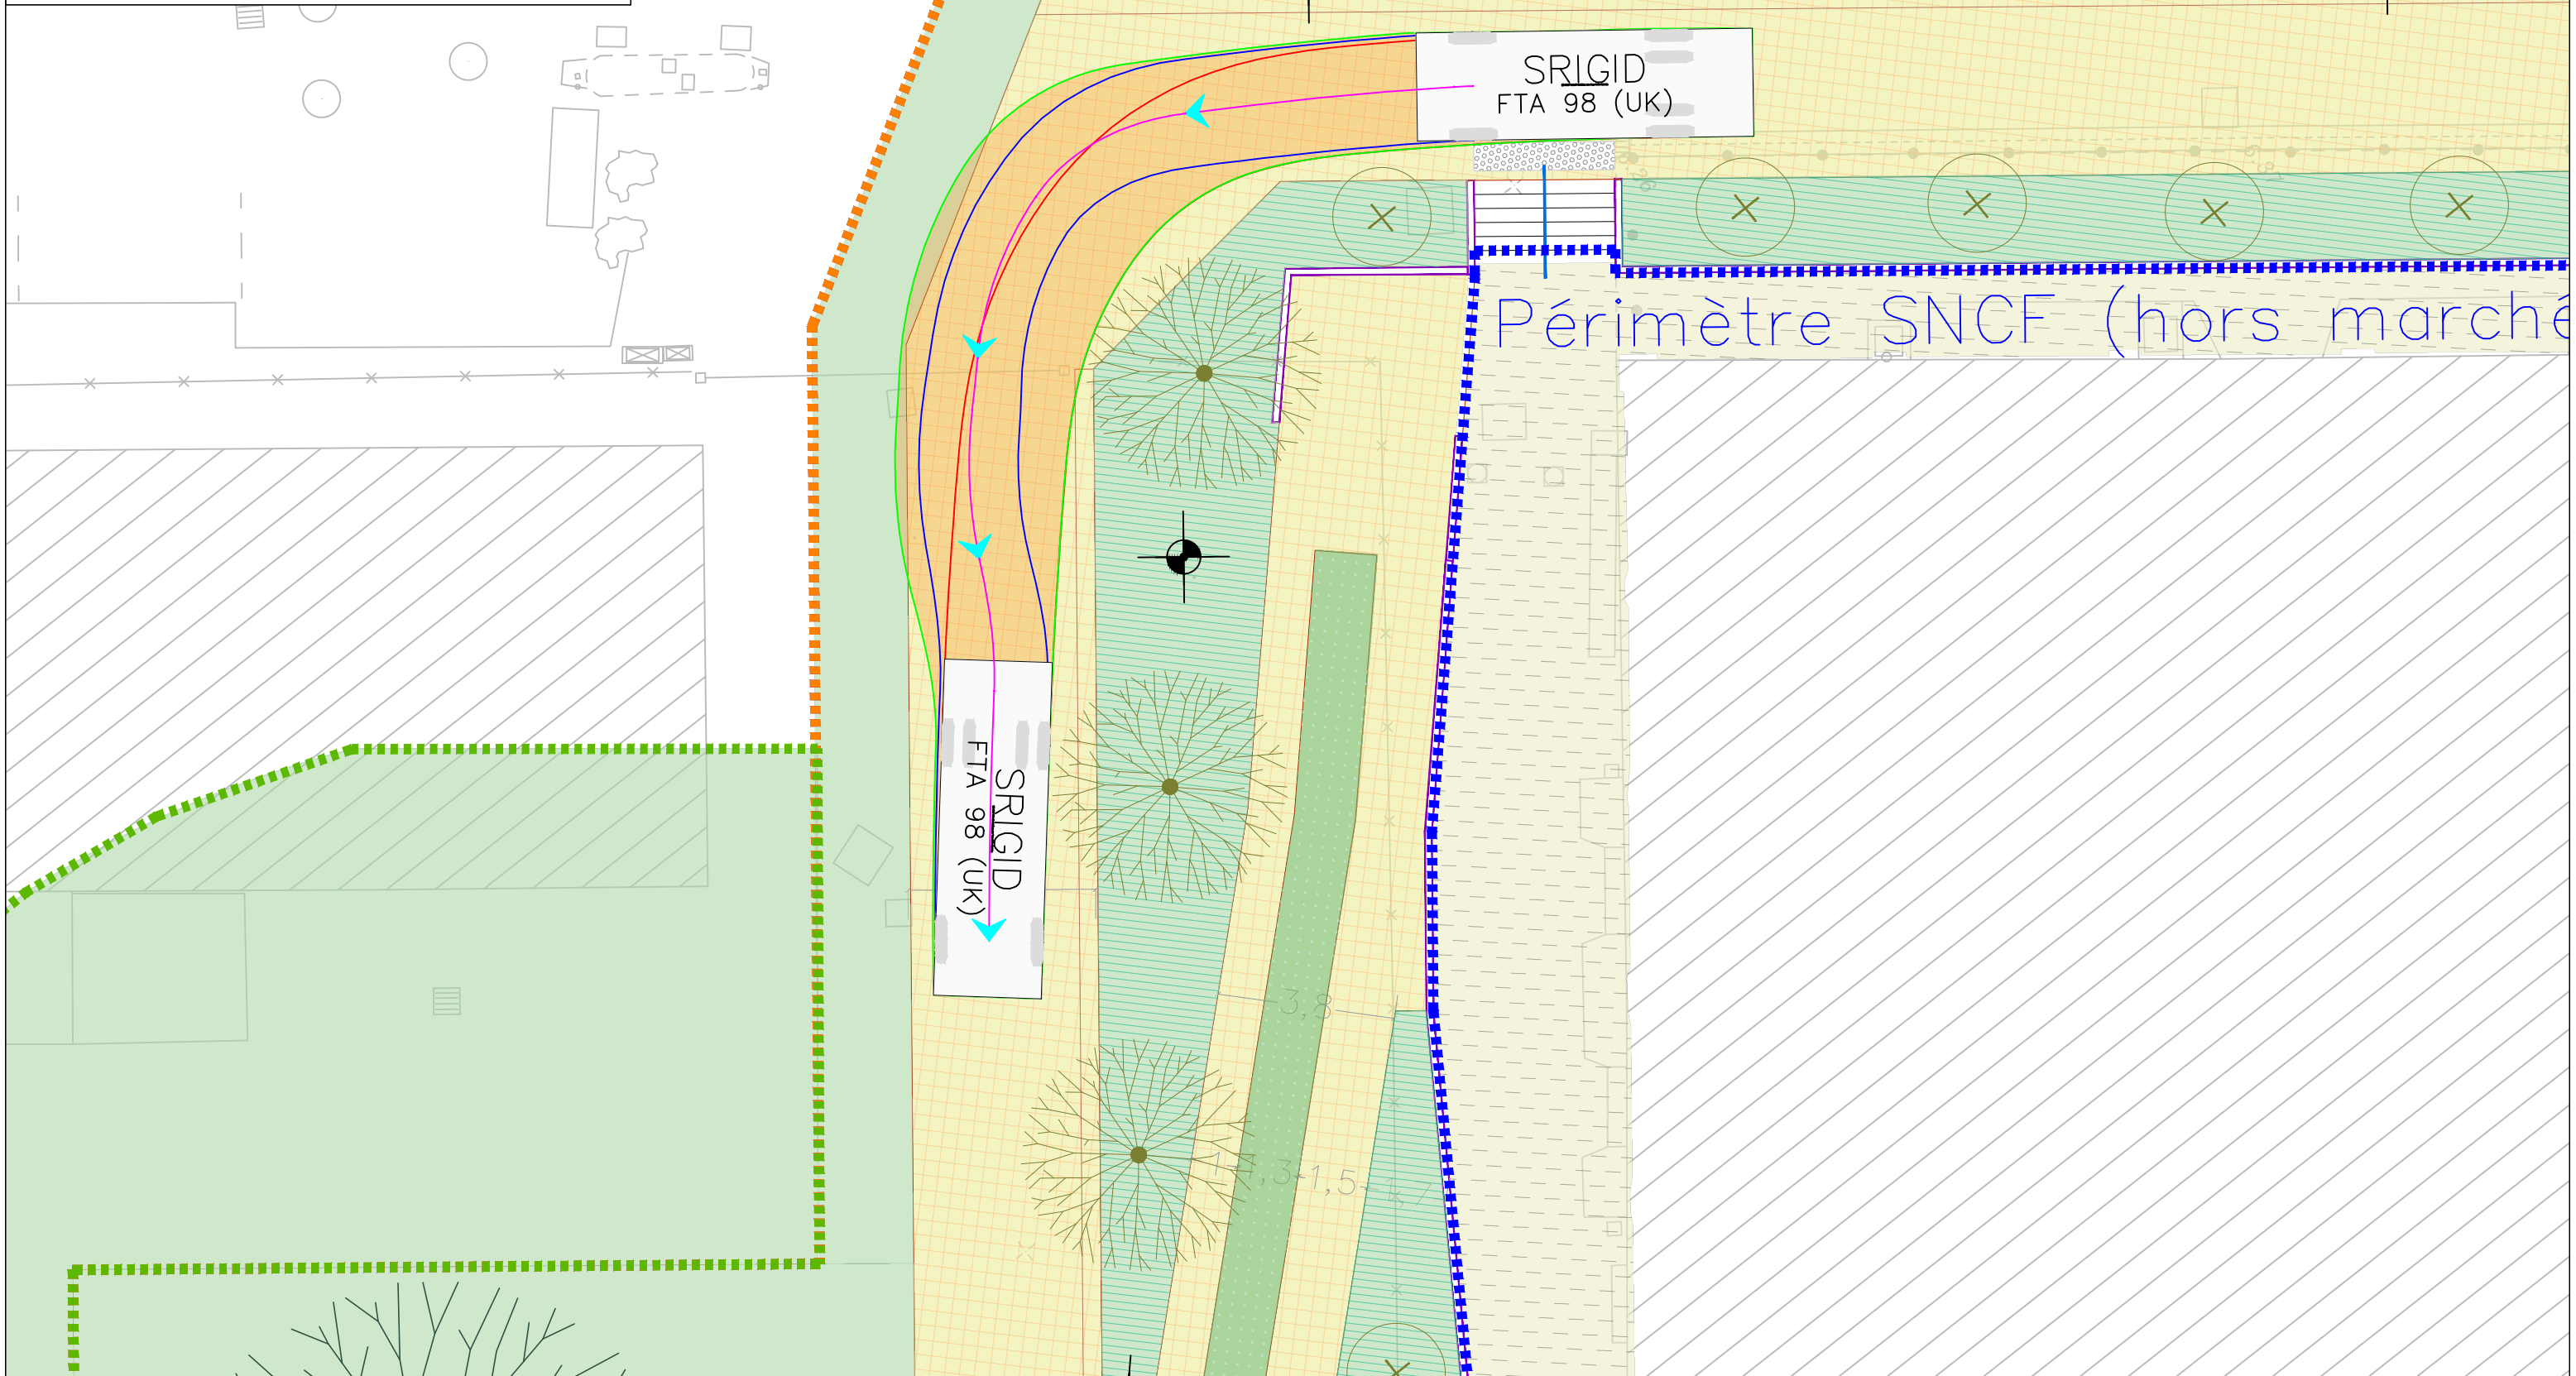 SRIGID
FTA 98 (UK)
Périmètre SNCF (hors marché
SRIGID
FTA 98 (UK)
3,8